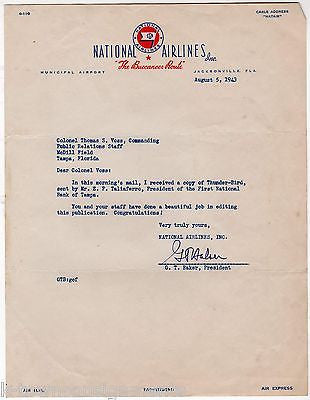 CABLE ADDRESS
"NATAIR"
NATIONAL AIRLINES Inc.
"The Buccaneer Route"
MUNICIPAL AIRPORT
JACKSONVILLE, FLA.
August 5, 1943
Colonel Thomas S. Voss, Commanding
Public Relations Staff
McDill Field
Tampa, Florida
Dear Colonel Voss:
In this morning's mail, I received a copy of Thunder-Bird,
sent by Mr. E. P. Taliaferro, President of the First National
Bank of Tampa.
You and your staff have done a beautiful job in editing
this publication. Congratulations!
Very truly yours,
NATIONAL AIRLINES, INC.
G T Baker
G. T. Baker, President
GTB:gef
AIR MAIL
PASSENGERS
AIR EXPRESS